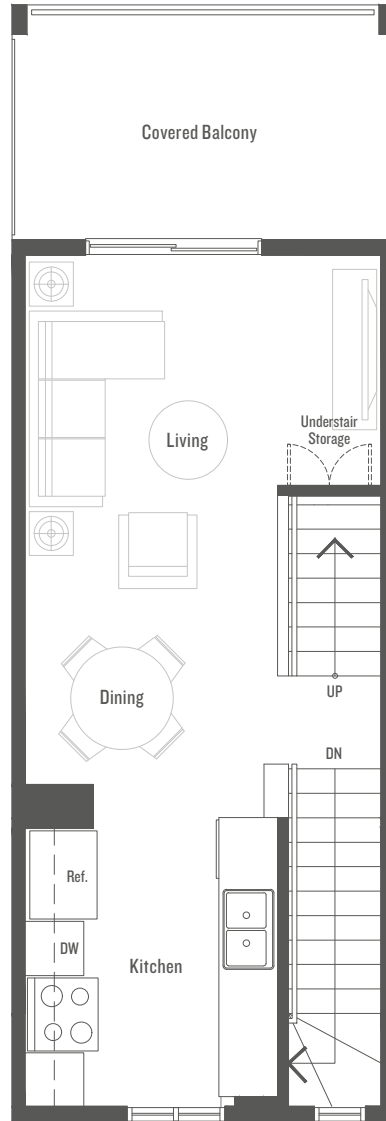 Covered Balcony
Understair
Storage
Living
UP
Dining
DN
Ref.
DW
Kitchen